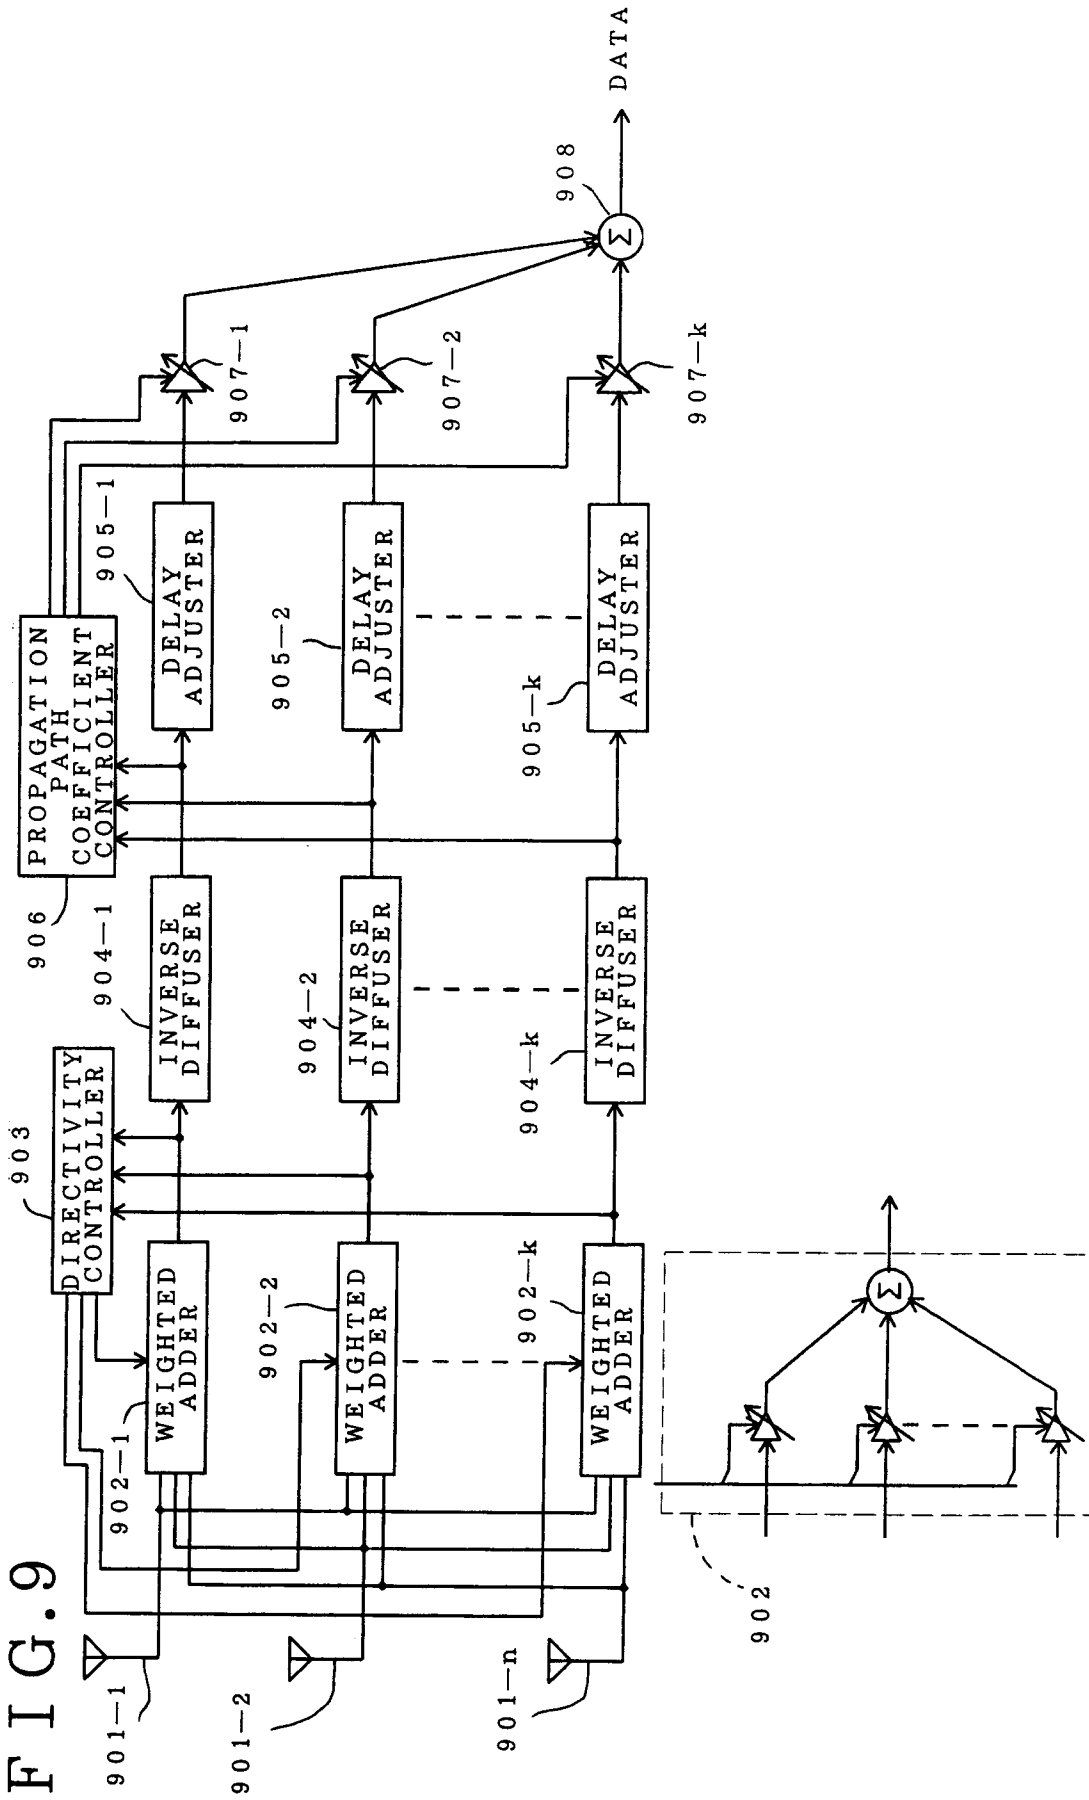 FIG.9
903
DIRECTIVITY
CONTROLLER
906
PROPAGATION
PATH
COEFFICIENT
CONTROLLER
901-1
902-1
WEIGHTED
ADDER
904-1
INVERSE
DIFFUSER
905-1
DELAY
ADJUSTER
907-1
901-2
902-2
WEIGHTED
ADDER
904-2
INVERSE
DIFFUSER
905-2
DELAY
ADJUSTER
907-2
901-n
902-k
WEIGHTED
ADDER
904-k
INVERSE
DIFFUSER
905-k
DELAY
ADJUSTER
907-k
908
Σ
DATA
902
Σ